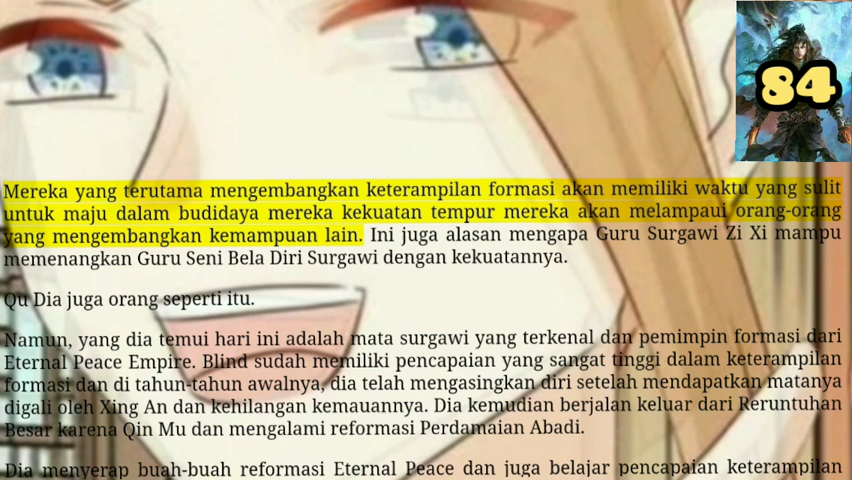 84
Mereka yang terutama mengembangkan keterampilan formasi akan memiliki waktu yang sulit
untuk maju dalam budidaya mereka kekuatan tempur mereka akan melampaui orang-orang
yang mengembangkan kemampuan lain. Ini juga alasan mengapa Guru Surgawi Zi Xi mampu
memenangkan Guru Seni Bela Diri Surgawi dengan kekuatannya.
Qu Dia juga orang seperti itu.
Namun, yang dia temui hari ini adalah mata surgawi yang terkenal dan pemimpin formasi dari
Eternal Peace Empire. Blind sudah memiliki pencapaian yang sangat tinggi dalam keterampilan
formasi dan di tahun-tahun awalnya, dia telah mengasingkan diri setelah mendapatkan matanya
digali oleh Xing An dan kehilangan kemauannya. Dia kemudian berjalan keluar dari Reruntuhan
Besar karena Qin Mu dan mengalami reformasi Perdamaian Abadi.
Dia menyerap buah-buah reformasi Eternal Peace dan juga belajar pencapaian keterampilan